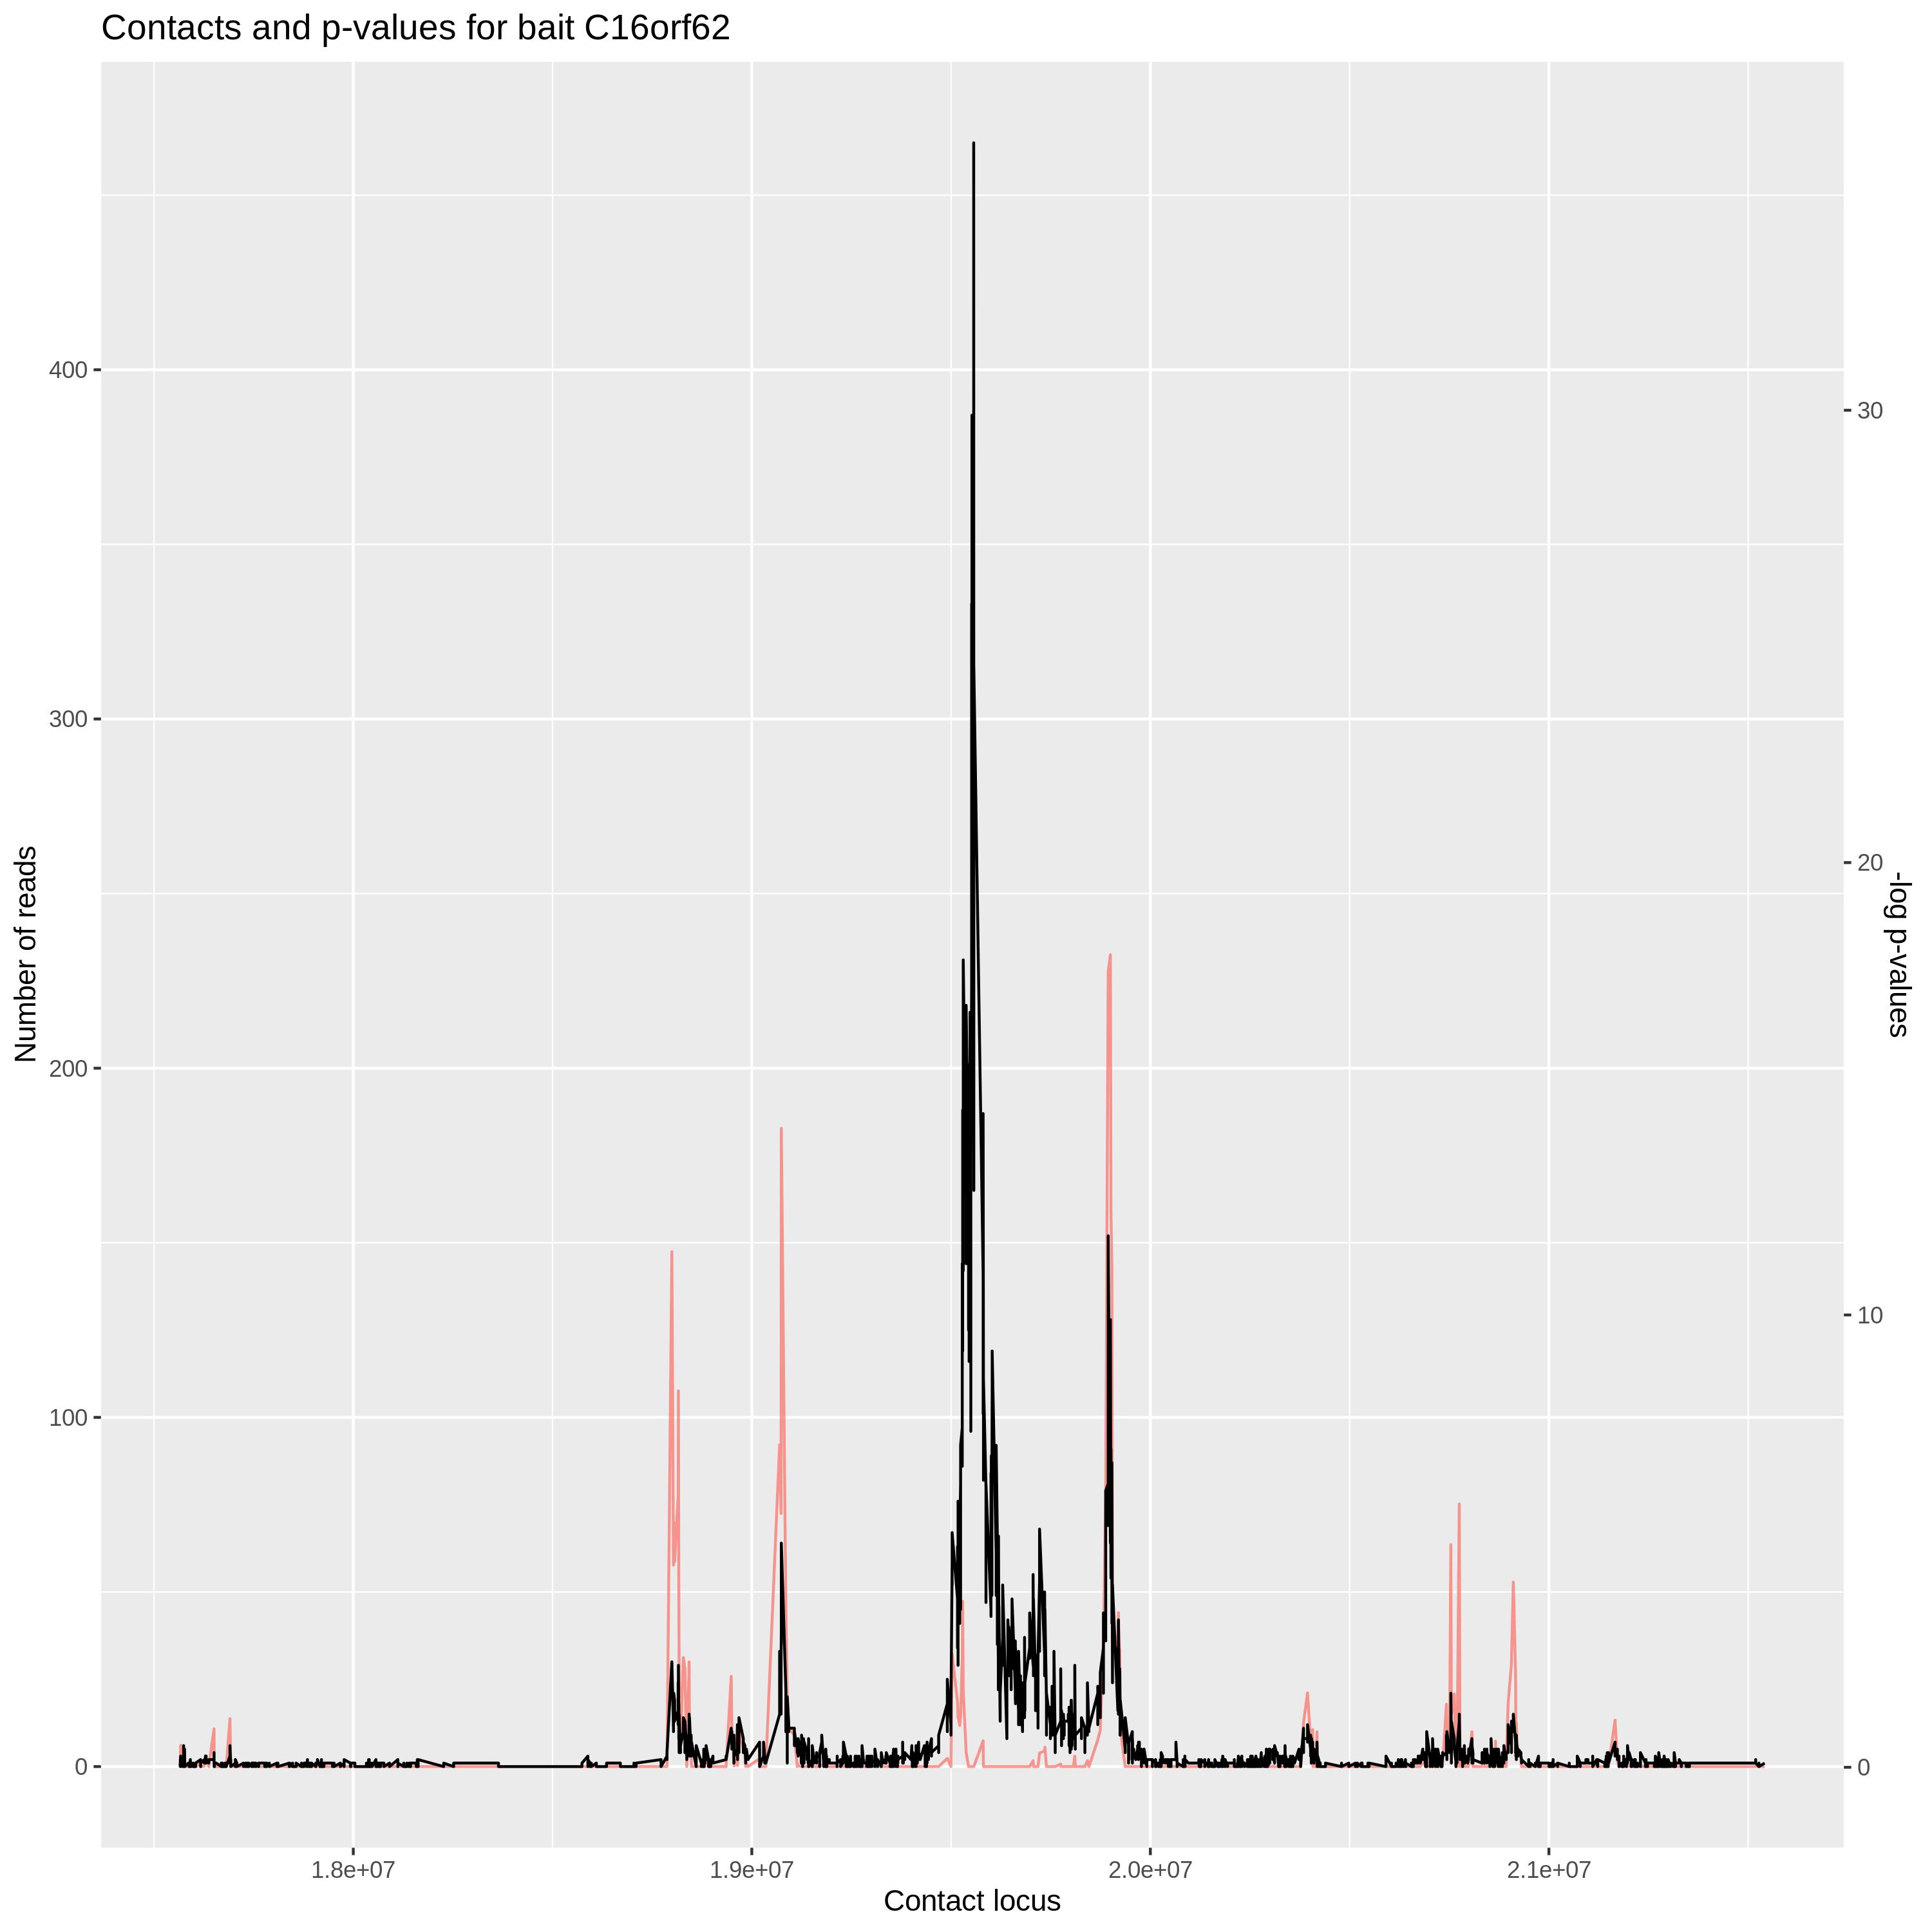 Contacts and p-values for bait C16orf62
Number of reads
400
300
200
100
0
30
20
10
0
-log p-values
1.8e+07
1.9e+07
2.0e+07
2.1e+07
Contact locus